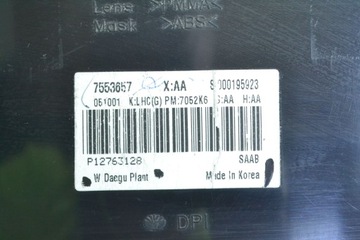 Lens >PMMA<
Mask >ABS<
7553857 X:AA S:000195923
051001 K:LHC(G) PM:7052K6 S:AA H:AA
P12763128 SAAB
W Daegu Plant Made In Korea
DPI